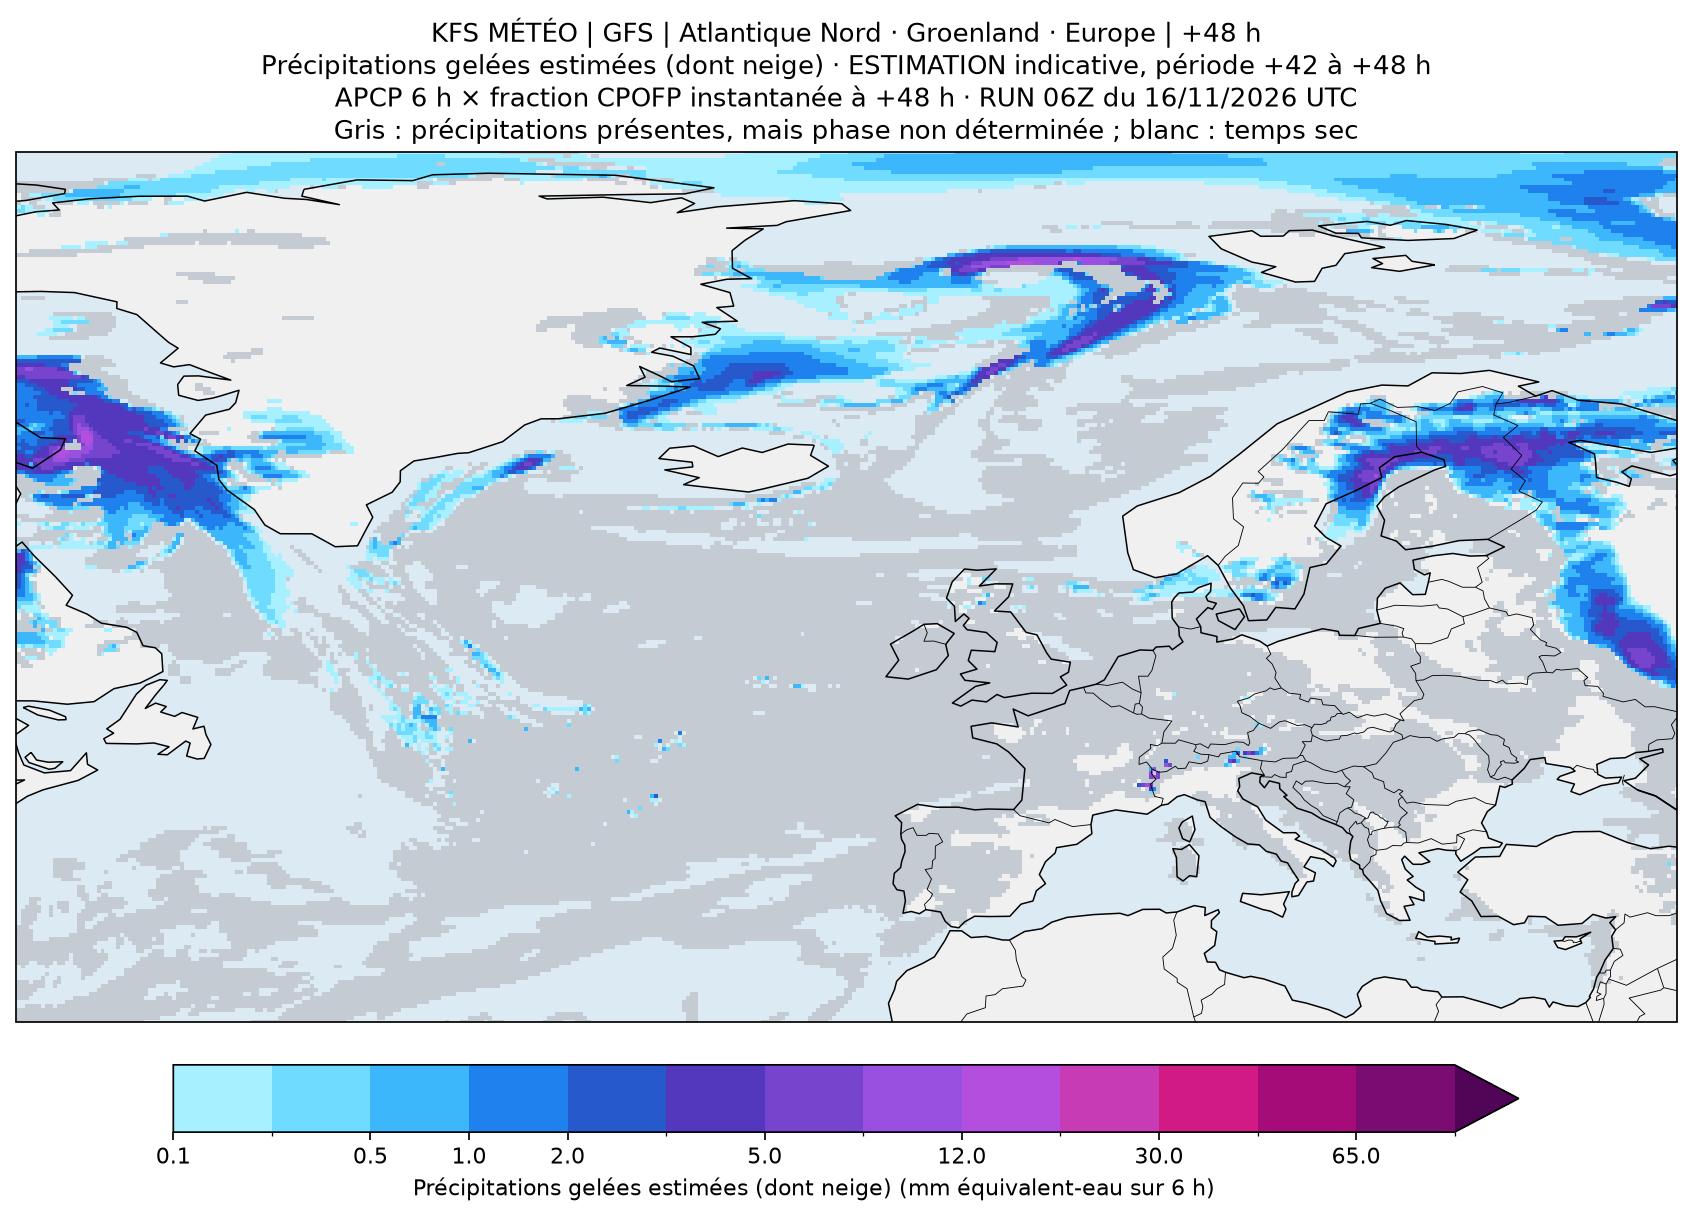 KFS MÉTÉO | GFS | Atlantique Nord · Groenland · Europe | +48 h
Précipitations gelées estimées (dont neige) · ESTIMATION indicative, période +42 à +48 h
APCP 6 h × fraction CPOFP instantanée à +48 h · RUN 06Z du 16/11/2026 UTC
Gris : précipitations présentes, mais phase non déterminée ; blanc : temps sec
0.1 0.5 1.0 2.0 5.0 12.0 30.0 65.0
Précipitations gelées estimées (dont neige) (mm équivalent-eau sur 6 h)